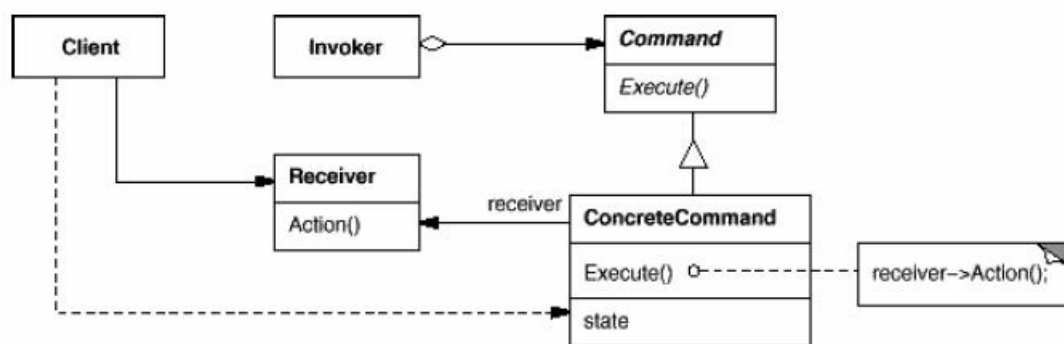 Client
Invoker
Command
Execute()
Receiver
Action()
receiver
ConcreteCommand
Execute()
receiver->Action();
state